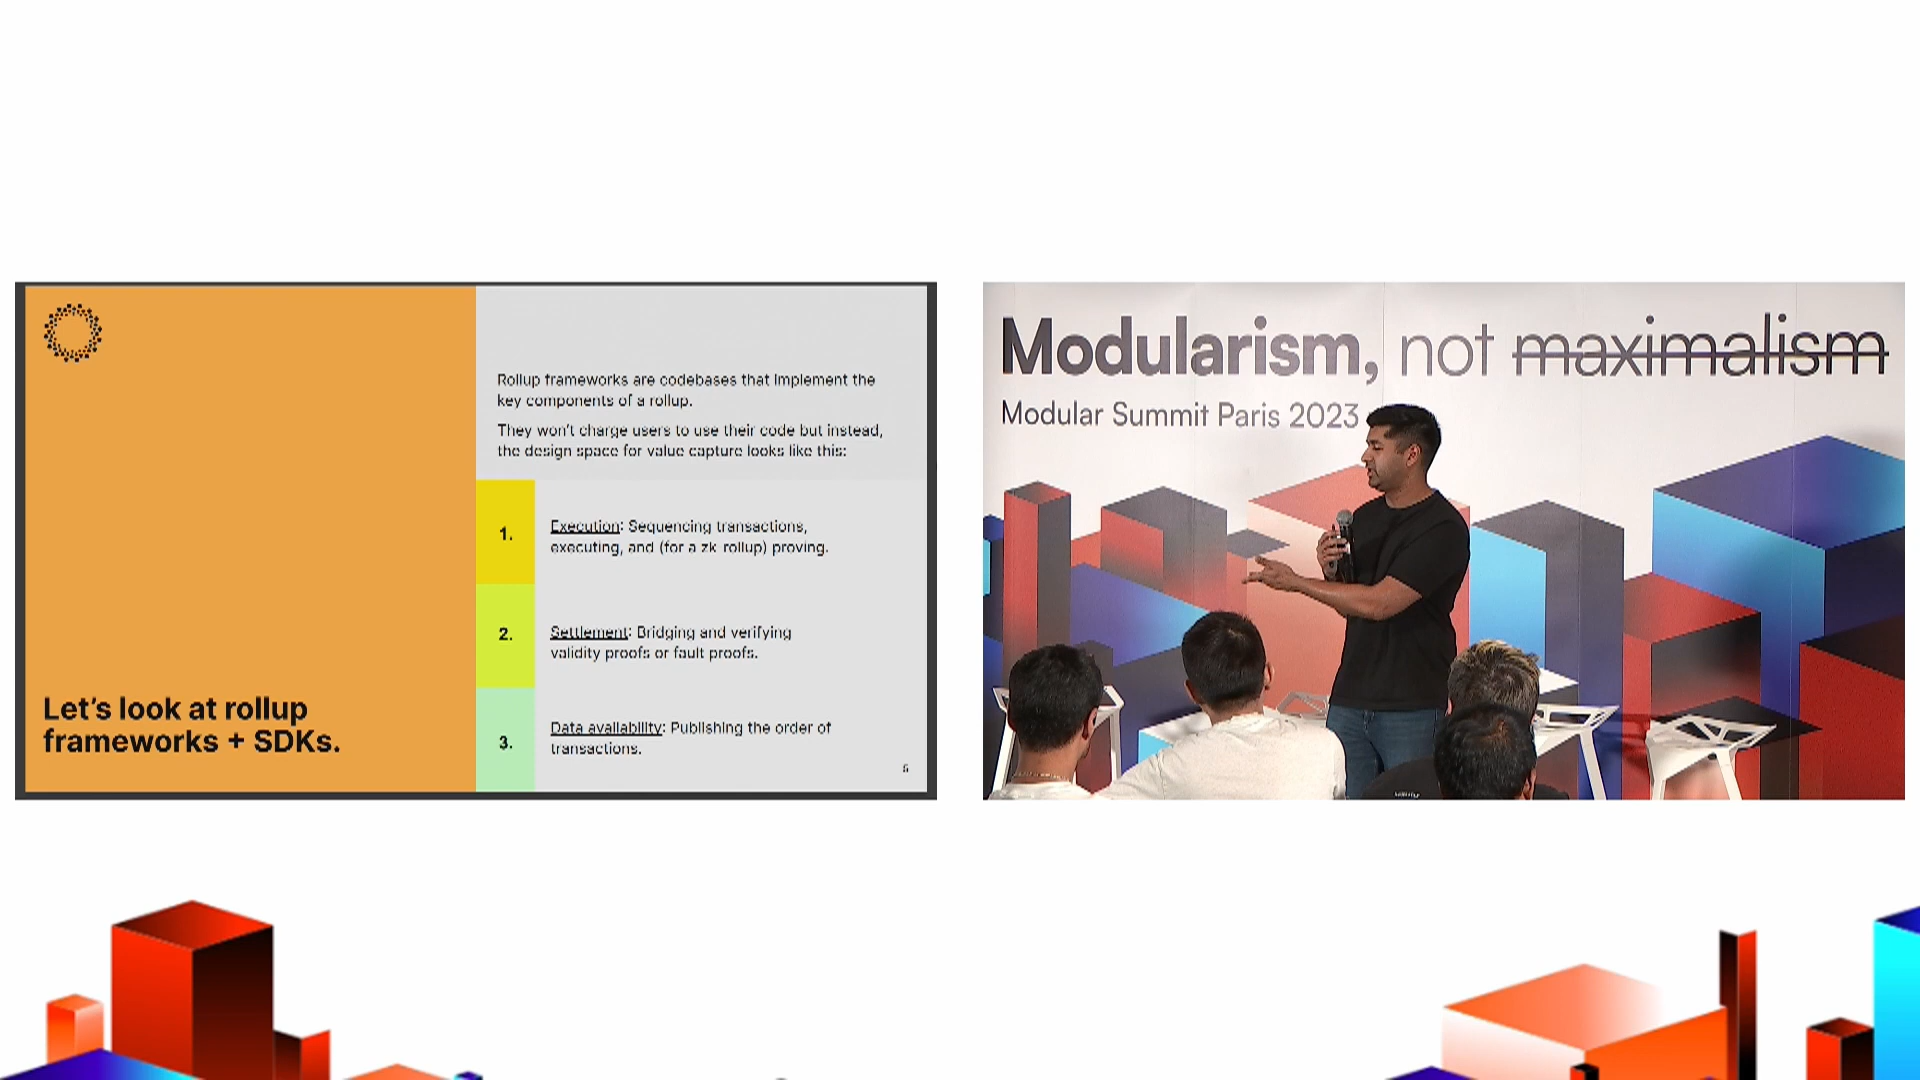 Let's look at rollup
frameworks + SDKs.
Rollup frameworks are codebases that implement the
key components of a rollup.
They won't charge users to use their code but instead,
the design space for value capture looks like this:
1.
Execution: Sequencing transactions,
executing, and (for a zk rollup) proving.
2.
Settlement: Bridging and verifying
validity proofs or fault proofs.
3.
Data availability: Publishing the order of
transactions.
Modularism, not maximalism
Modular Summit Paris 2023